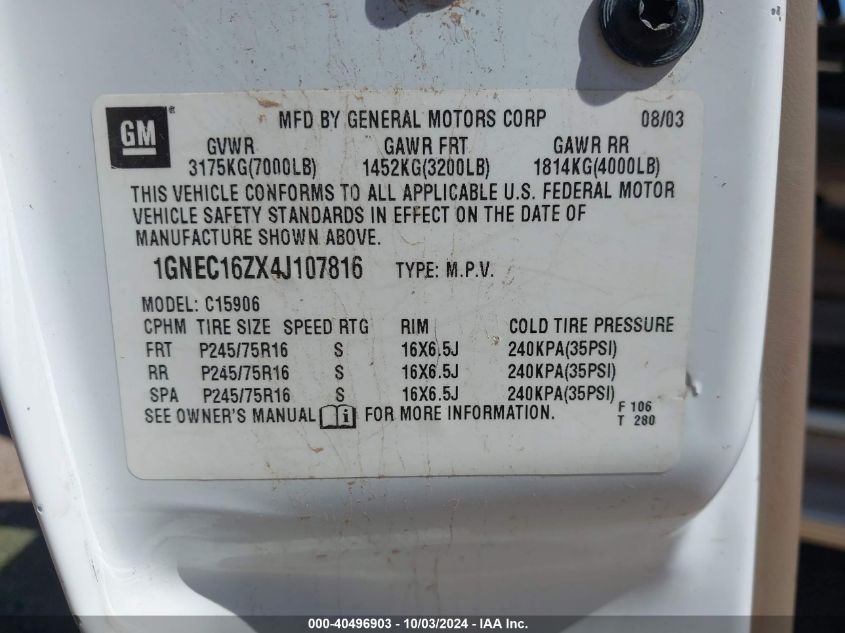 GM ®
MFD BY GENERAL MOTORS CORP 08/03
GVWR GAWR FRT GAWR RR
3175KG(7000LB) 1452KG(3200LB) 1814KG(4000LB)
THIS VEHICLE CONFORMS TO ALL APPLICABLE U.S. FEDERAL MOTOR
VEHICLE SAFETY STANDARDS IN EFFECT ON THE DATE OF
MANUFACTURE SHOWN ABOVE.
1GNEC16ZX4J107816 TYPE: M.P.V.
MODEL: C15906
CPHM TIRE SIZE SPEED RTG RIM COLD TIRE PRESSURE
FRT P245/75R16 S 16X6.5J 240KPA(35PSI)
RR P245/75R16 S 16X6.5J 240KPA(35PSI)
SPA P245/75R16 S 16X6.5J 240KPA(35PSI)
SEE OWNER'S MANUAL i FOR MORE INFORMATION.
F 106
T 280
000-40496903 - 10/03/2024 - IAA Inc.